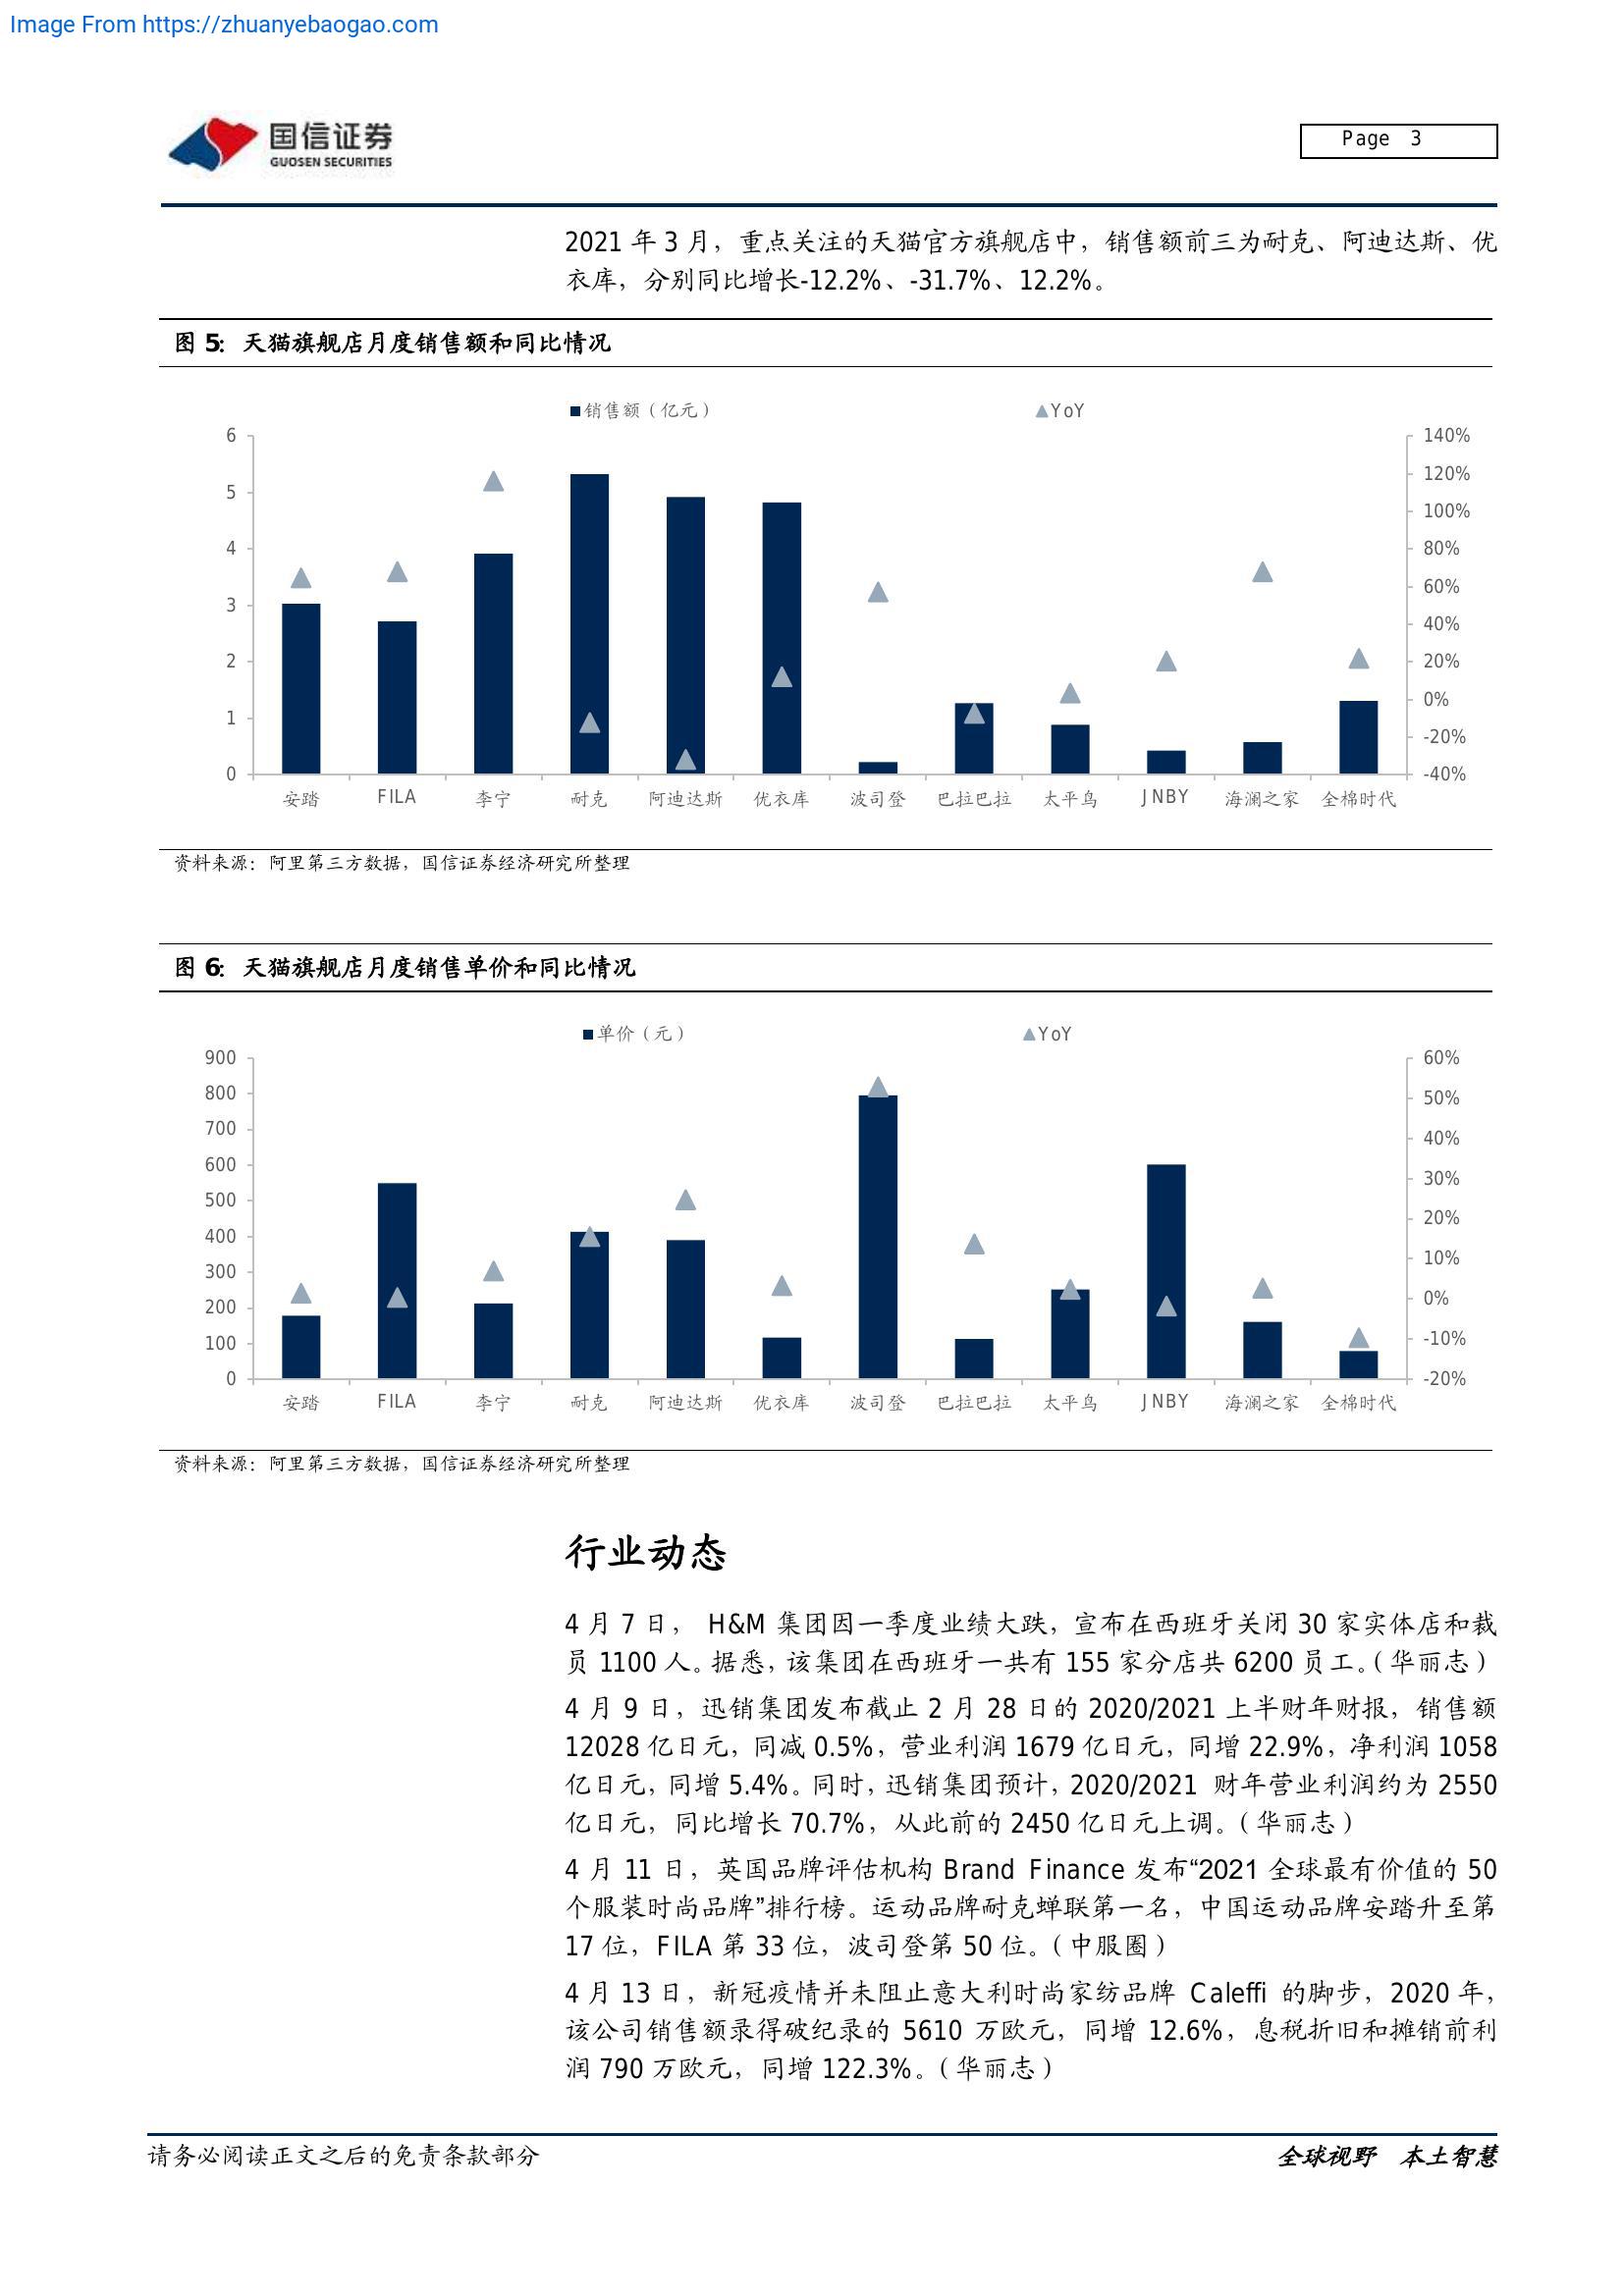 Image From https://zhuanyebaogao.com
国信证券
GUOSEN SECURITIES
Page 3
2021 年 3 月，重点关注的天猫官方旗舰店中，销售额前三为耐克、阿迪达斯、优
衣库，分别同比增长-12.2%、-31.7%、12.2%。
图 5：天猫旗舰店月度销售额和同比情况
销售额（亿元） YoY
6 140%
120%
5
100%
4 80%
60%
3
40%
2 20%
0%
1
-20%
0 -40%
安踏 FILA 李宁 耐克 阿迪达斯 优衣库 波司登 巴拉巴拉 太平鸟 JNBY 海澜之家 全棉时代
资料来源：阿里第三方数据，国信证券经济研究所整理
图 6：天猫旗舰店月度销售单价和同比情况
单价（元） YoY
900 60%
800 50%
700
600 40%
500 30%
400 20%
300 10%
200 0%
100 -10%
0 -20%
安踏 FILA 李宁 耐克 阿迪达斯 优衣库 波司登 巴拉巴拉 太平鸟 JNBY 海澜之家 全棉时代
资料来源：阿里第三方数据，国信证券经济研究所整理
行业动态
4 月 7 日， H&M 集团因一季度业绩大跌，宣布在西班牙关闭 30 家实体店和裁
员 1100 人。据悉，该集团在西班牙一共有 155 家分店共 6200 员工。（华丽志）
4 月 9 日，迅销集团发布截止 2 月 28 日的 2020/2021 上半财年财报，销售额
12028 亿日元，同减 0.5%，营业利润 1679 亿日元，同增 22.9%，净利润 1058
亿日元，同增 5.4%。同时，迅销集团预计，2020/2021 财年营业利润约为 2550
亿日元，同比增长 70.7%，从此前的 2450 亿日元上调。（华丽志）
4 月 11 日，英国品牌评估机构 Brand Finance 发布“2021 全球最有价值的 50
个服装时尚品牌”排行榜。运动品牌耐克蝉联第一名，中国运动品牌安踏升至第
17 位，FILA 第 33 位，波司登第 50 位。（中服圈）
4 月 13 日，新冠疫情并未阻止意大利时尚家纺品牌 Caleffi 的脚步，2020 年，
该公司销售额录得破纪录的 5610 万欧元，同增 12.6%，息税折旧和摊销前利
润 790 万欧元，同增 122.3%。（华丽志）
请务必阅读正文之后的免责条款部分
全球视野 本土智慧